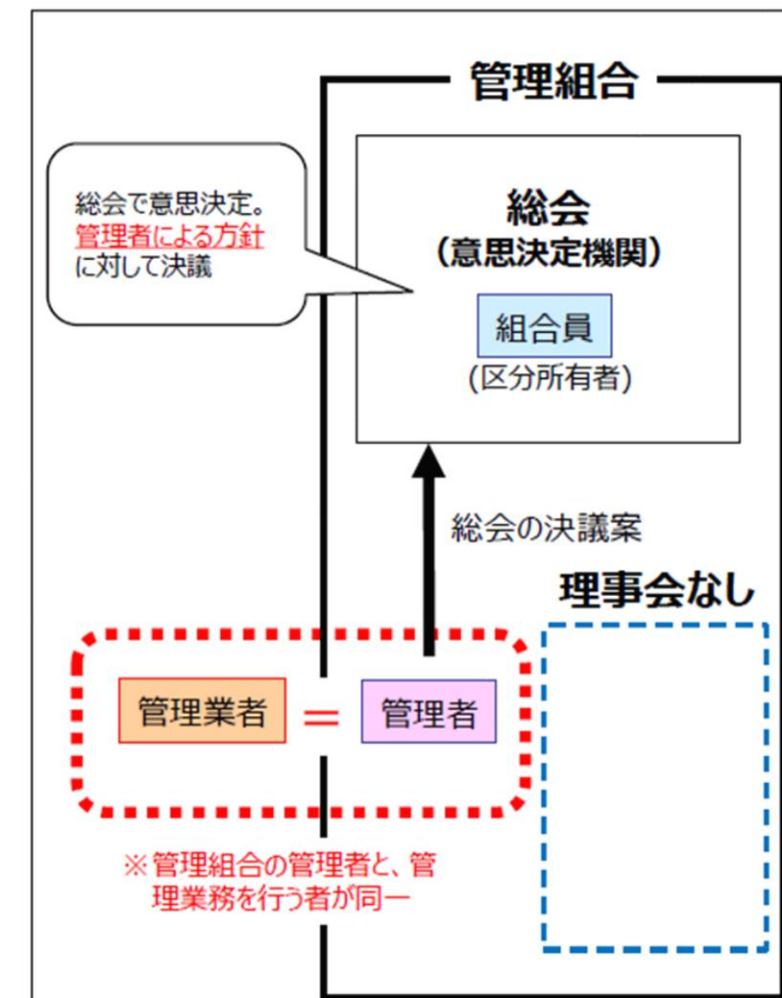 管理組合
総会で意思決定。
管理者による方針
に対して決議
総会
（意思決定機関）
組合員
(区分所有者)
総会の決議案
理事会なし
管理業者
＝
管理者
※管理組合の管理者と、管
理業務を行う者が同一